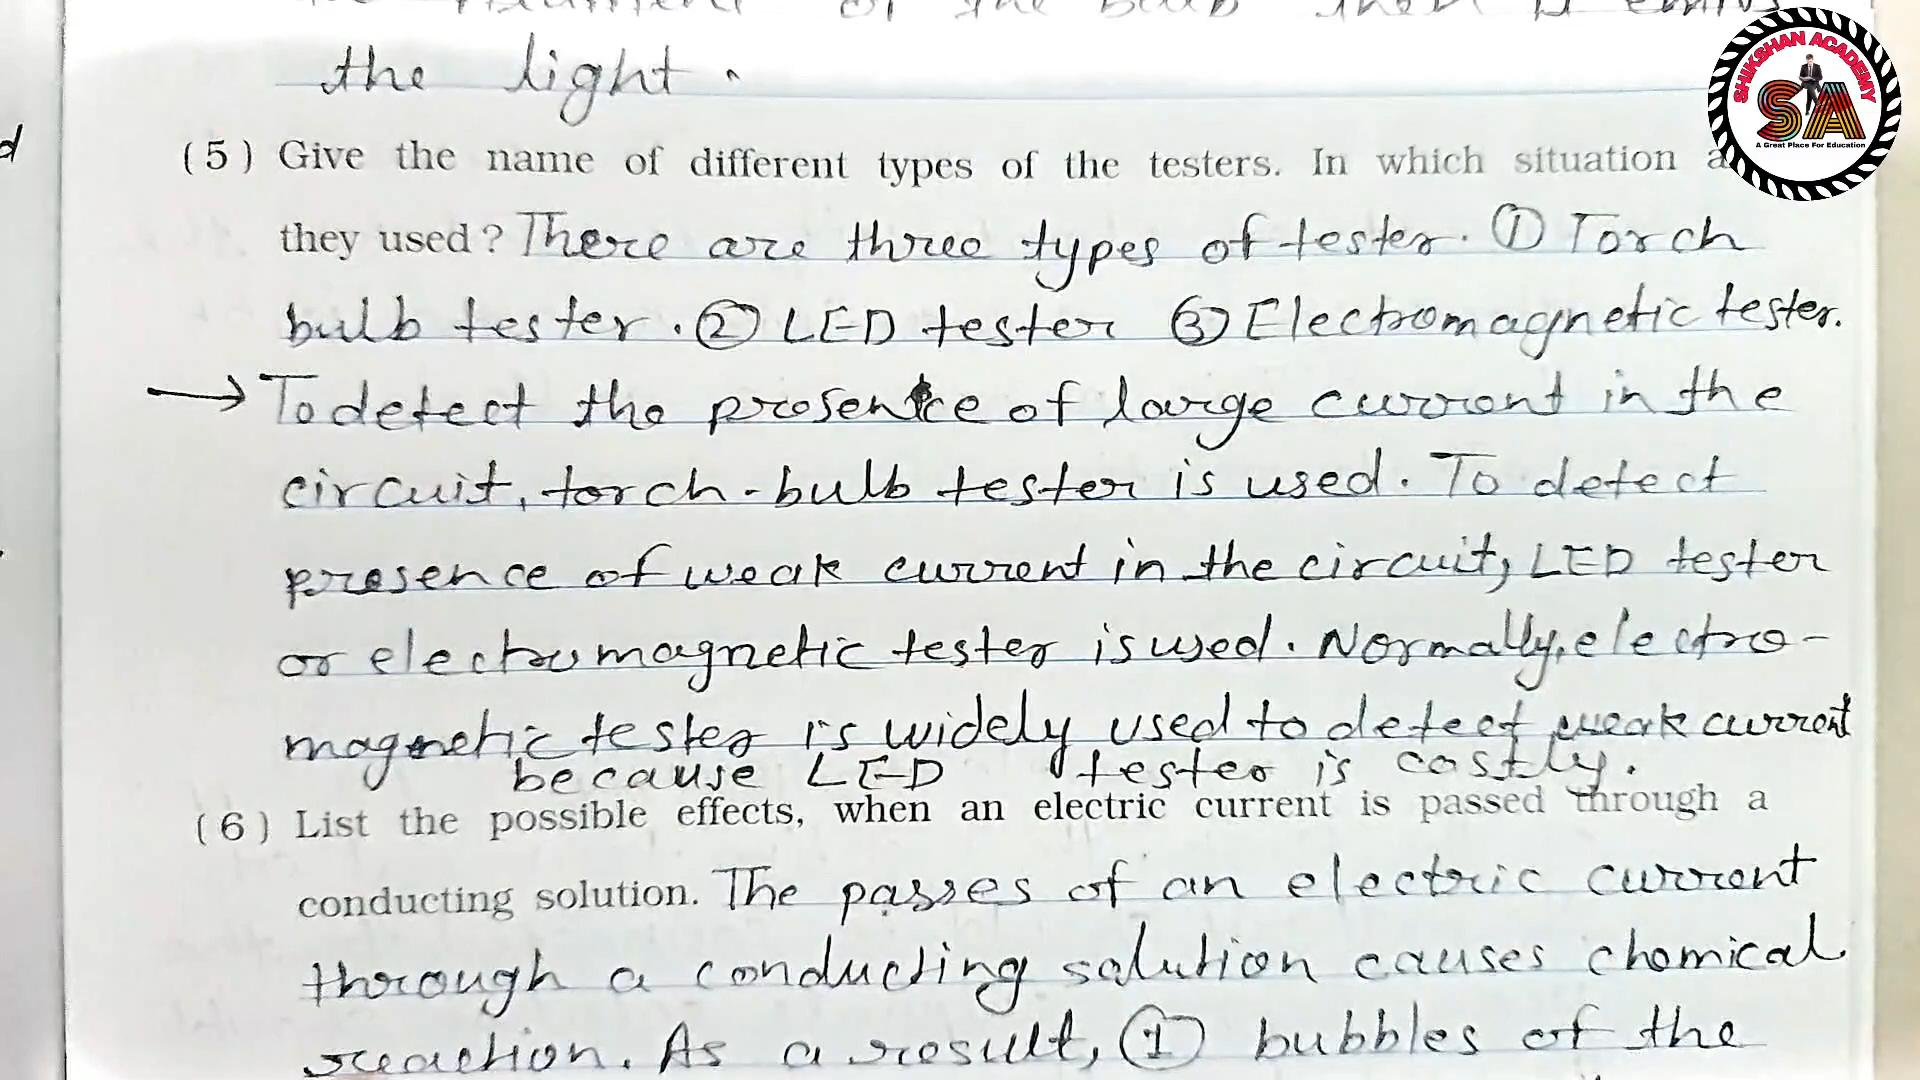 the light.
(5) Give the name of different types of the testers. In which situation
they used? There are three types of tester. ① Torch
bulb tester. ② LED tester ③ Electromagnetic tester.
→ To detect the presence of large current in the
circuit, torch-bulb tester is used. To detect
presence of weak current in the circuit, LED tester
or electromagnetic tester is used. Normally, electro-
magnetic tester is widely used to detect weak current
because LED tester is costly.
(6) List the possible effects, when an electric current is passed through a
conducting solution. The passes of an electric current
through a conducting solution causes chemical
reaction. As a result, ① bubbles of the
SHIKSHAN ACADEMY
SA
A Great Place For Education